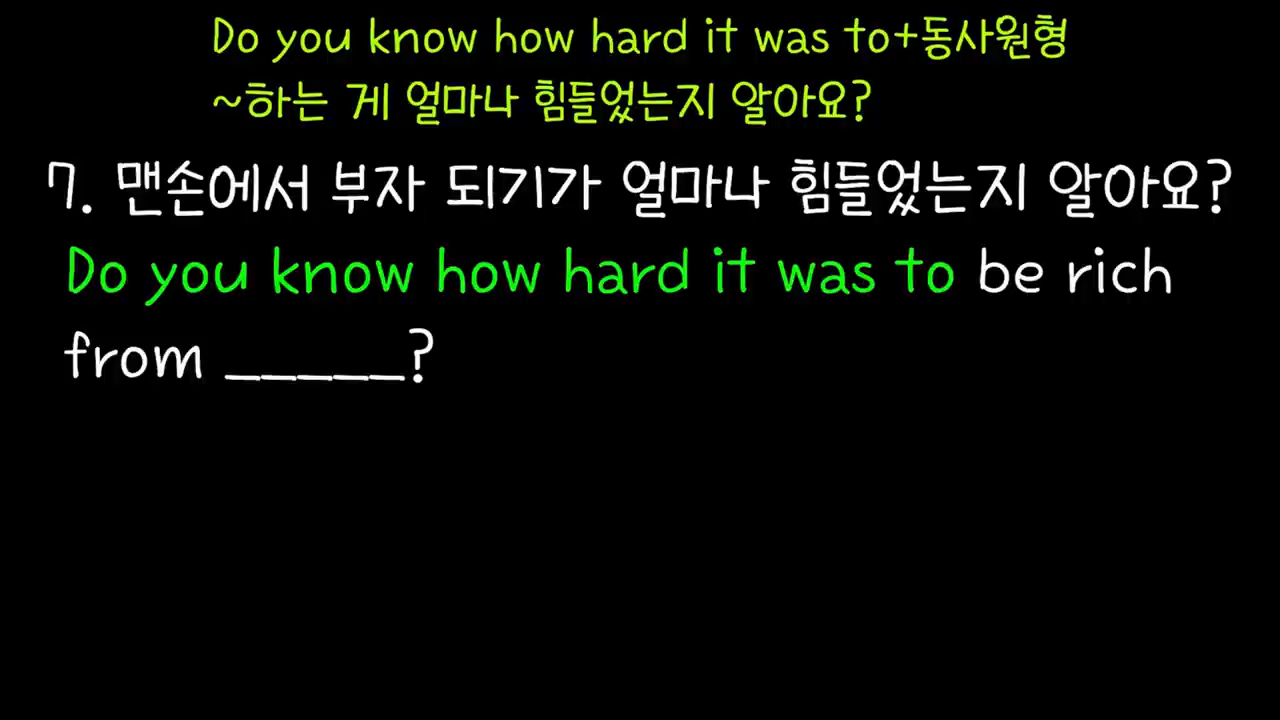 Do you know how hard it was to+동사원형
~하는 게 얼마나 힘들었는지 알아요?
7. 맨손에서 부자 되기가 얼마나 힘들었는지 알아요?
Do you know how hard it was to be rich
from _____?